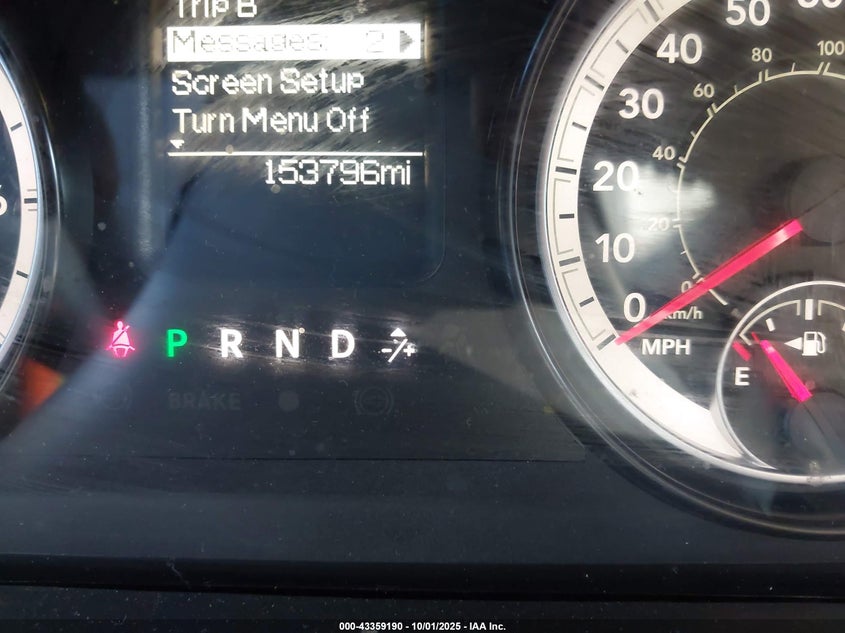 Trip B
Messages: 2
Screen Setup
Turn Menu Off
153796mi
P R N D -/+
BRAKE
50
40
30
20
10
0
MPH
100
80
60
40
20
0
km/h
E
000-43359190 - 10/01/2025 - IAA Inc.